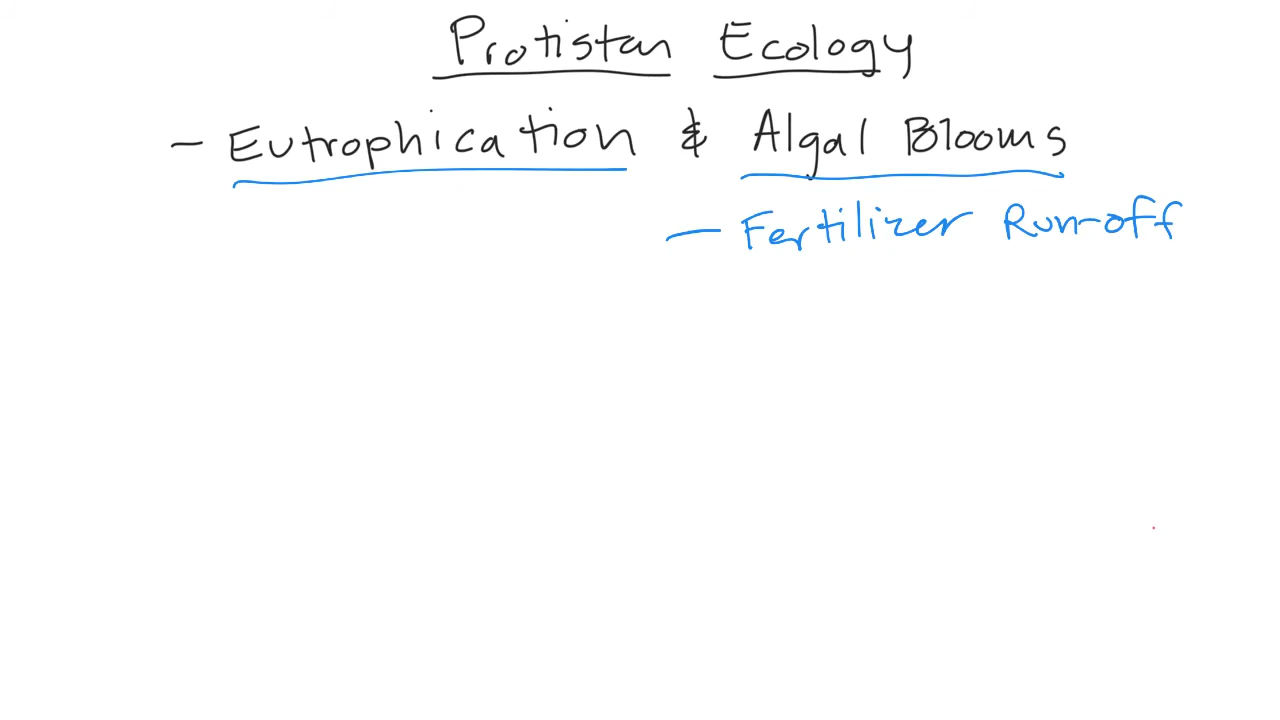 Protistan Ecology
- Eutrophication & Algal Blooms
- Fertilizer Run-off